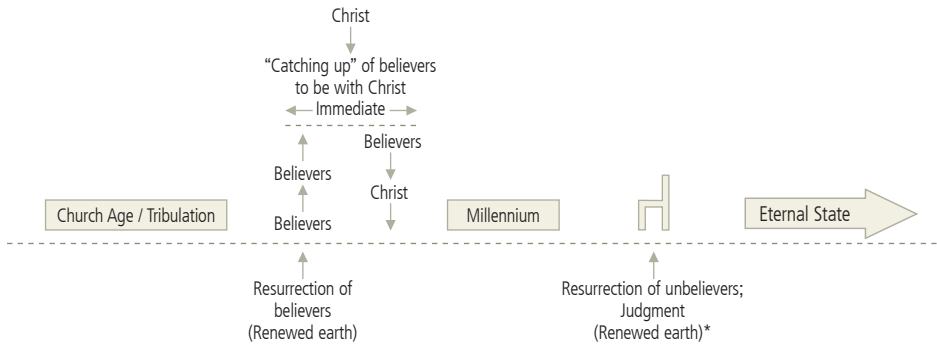 Christ
“Catching up” of believers
to be with Christ
Immediate
Believers
Believers
Christ
Believers
Church Age / Tribulation
Millennium
Eternal State
Resurrection of
believers
(Renewed earth)
Resurrection of unbelievers;
Judgment
(Renewed earth)*